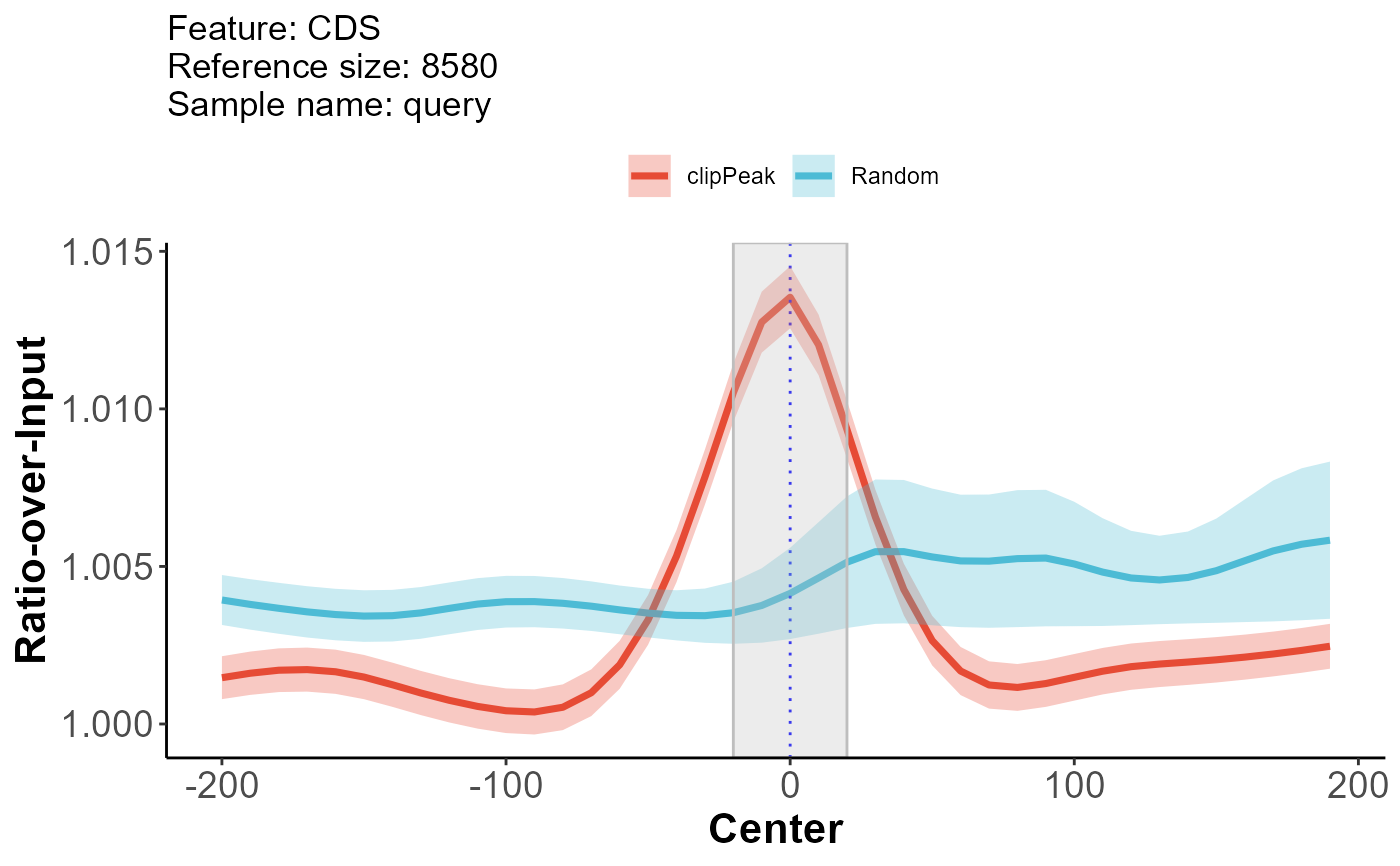 Feature: CDS
Reference size: 8580
Sample name: query
clipPeak Random
1.015
1.010
1.005
1.000
Ratio-over-Input
-200 -100 0 100 200
Center